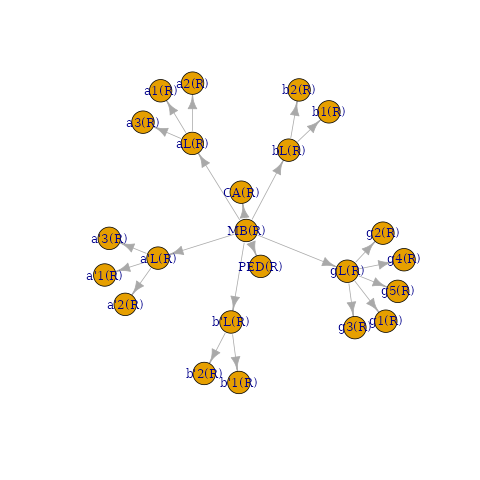 a2(R)
a1(R)
b2(R)
b1(R)
a3(R)
aL(R)
bL(R)
CA(R)
MB(R)
g2(R)
a'3(R)
a'L(R)
g4(R)
PED(R)
gL(R)
a'1(R)
g5(R)
a'2(R)
b'L(R)
g1(R)
g3(R)
b'2(R)
b'1(R)